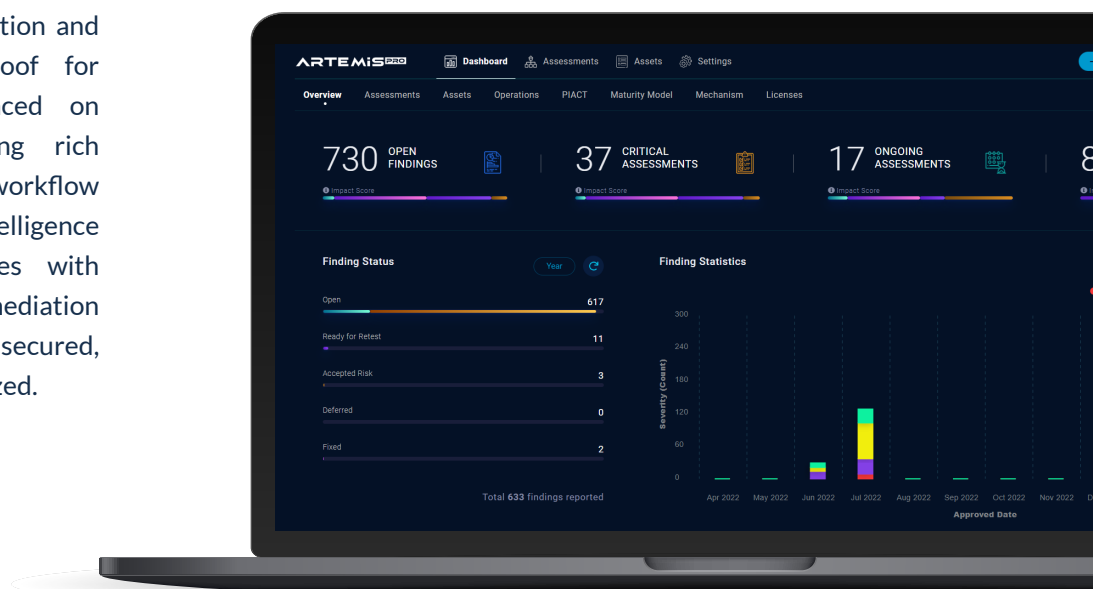 tion and
oof for
ced on
ng rich
workflow
elligence
es with
nediation
secured,
zed.
ARTEMiS PRO
Dashboard
Assessments
Assets
Settings
Overview
Assessments
Assets
Operations
PIACT
Maturity Model
Mechanism
Licenses
730 OPEN
FINDINGS
Impact Score
37 CRITICAL
ASSESSMENTS
Impact Score
17 ONGOING
ASSESSMENTS
Impact Score
8
Finding Status
Year
Open 617
Ready for Retest 11
Accepted Risk 3
Deferred 0
Fixed 2
Total 633 findings reported
Finding Statistics
Severity (Count)
300
240
180
120
60
0
Apr 2022 May 2022 Jun 2022 Jul 2022 Aug 2022 Sep 2022 Oct 2022 Nov 2022 D
Approved Date